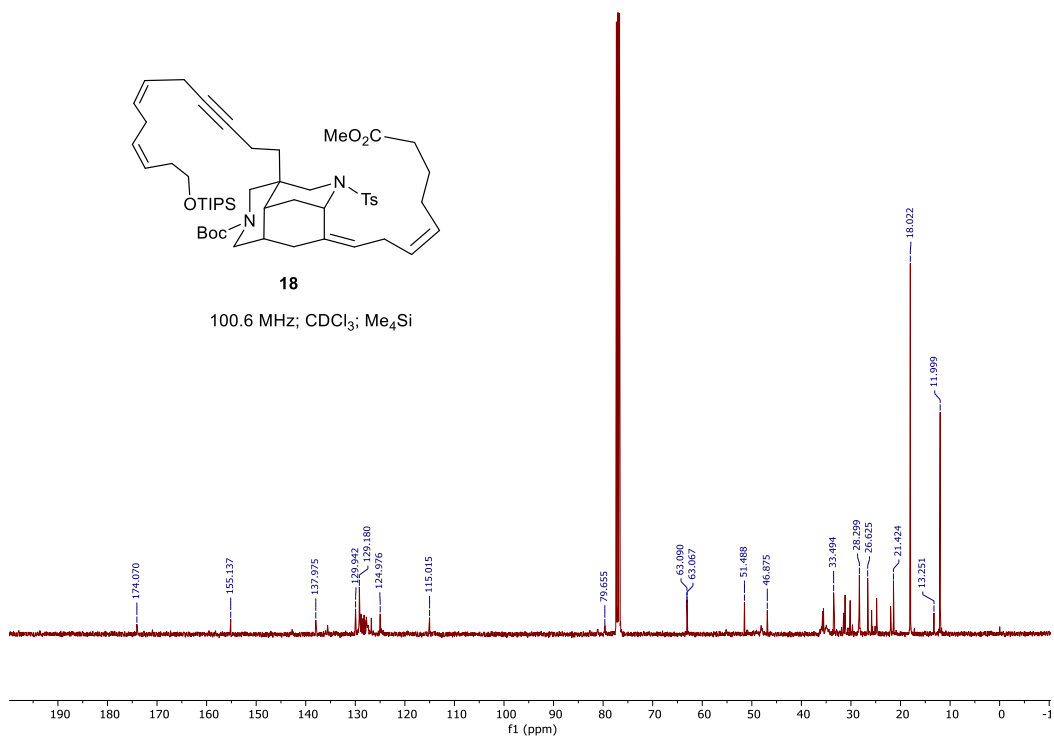 MeO2C
N
Ts
OTIPS
N
Boc
18
100.6 MHz; CDCl3; Me4Si
174.070
155.137
137.975
129.942
129.180
124.976
115.015
79.655
63.090
63.067
51.488
46.875
33.494
28.299
26.625
21.424
18.022
13.251
11.999
190 180 170 160 150 140 130 120 110 100 90 80 70 60 50 40 30 20 10 0 -1
f1 (ppm)